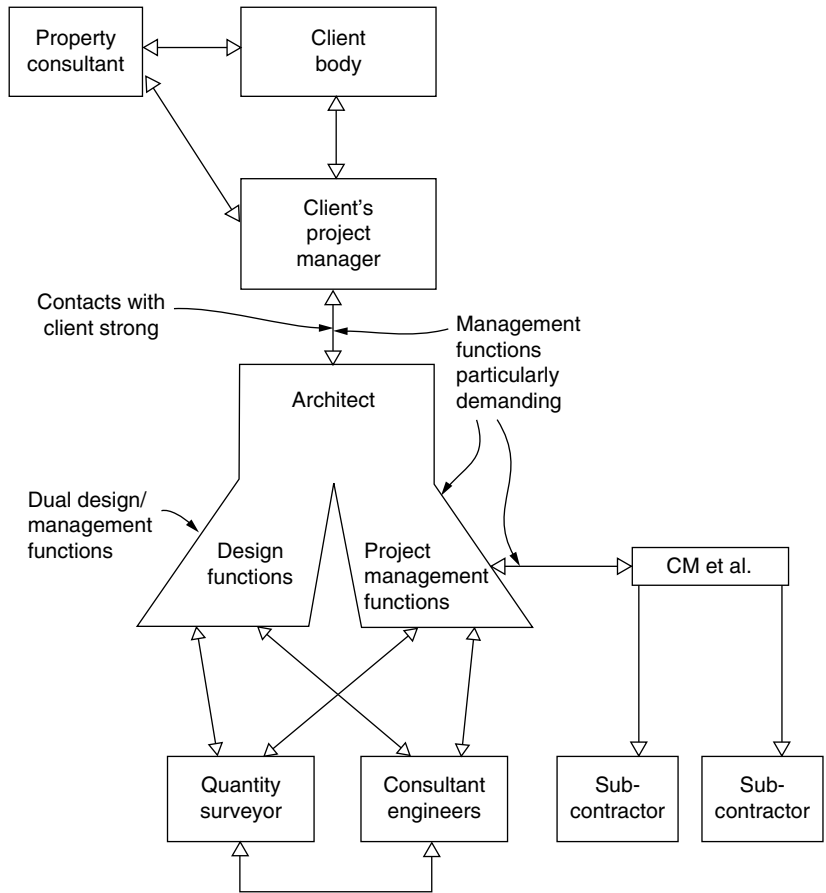 Property
consultant
Client
body
Client's
project
manager
Contacts with
client strong
Management
functions
particularly
demanding
Architect
Dual design/
management
functions
Design
functions
Project
management
functions
CM et al.
Quantity
surveyor
Consultant
engineers
Sub-
contractor
Sub-
contractor